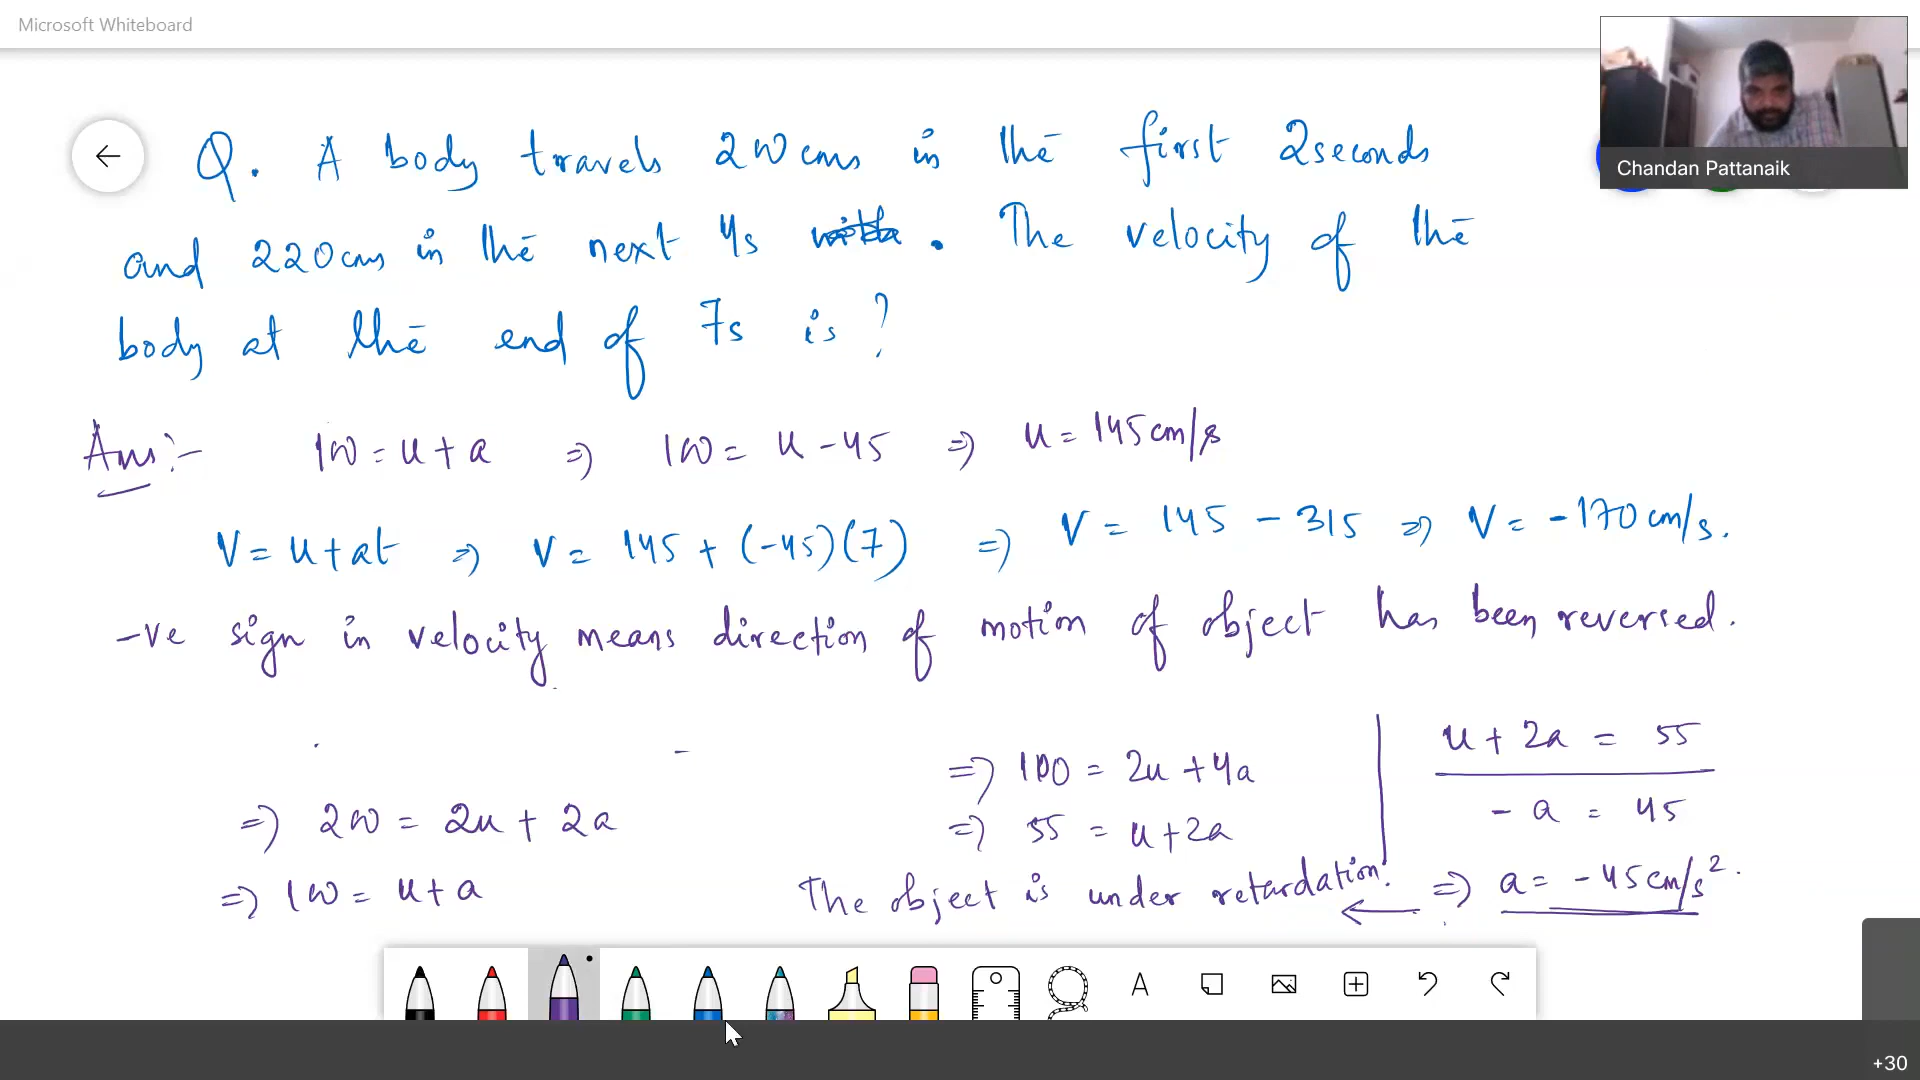 Microsoft Whiteboard
Chandan Pattanaik
Q. A body travels 200cms in the first 2seconds
and 220cms in the next 4s . The velocity of the
body at the end of 7s is ?
Ans:- 100 = u + a ⇒ 100 = u - 45 ⇒ u = 145 cm/s
V = u + at ⇒ V = 145 + (-45)(7) ⇒ V = 145 - 315 ⇒ V = -170 cm/s.
-ve sign in velocity means direction of motion of object has been reversed.
⇒ 200 = 2u + 2a
⇒ 100 = u + a
⇒ 100 = 2u + 4a
⇒ 55 = u + 2a
The object is under retardation.
u + 2a = 55
- a = 45
← ⇒ a = -45 cm/s².
A
+30